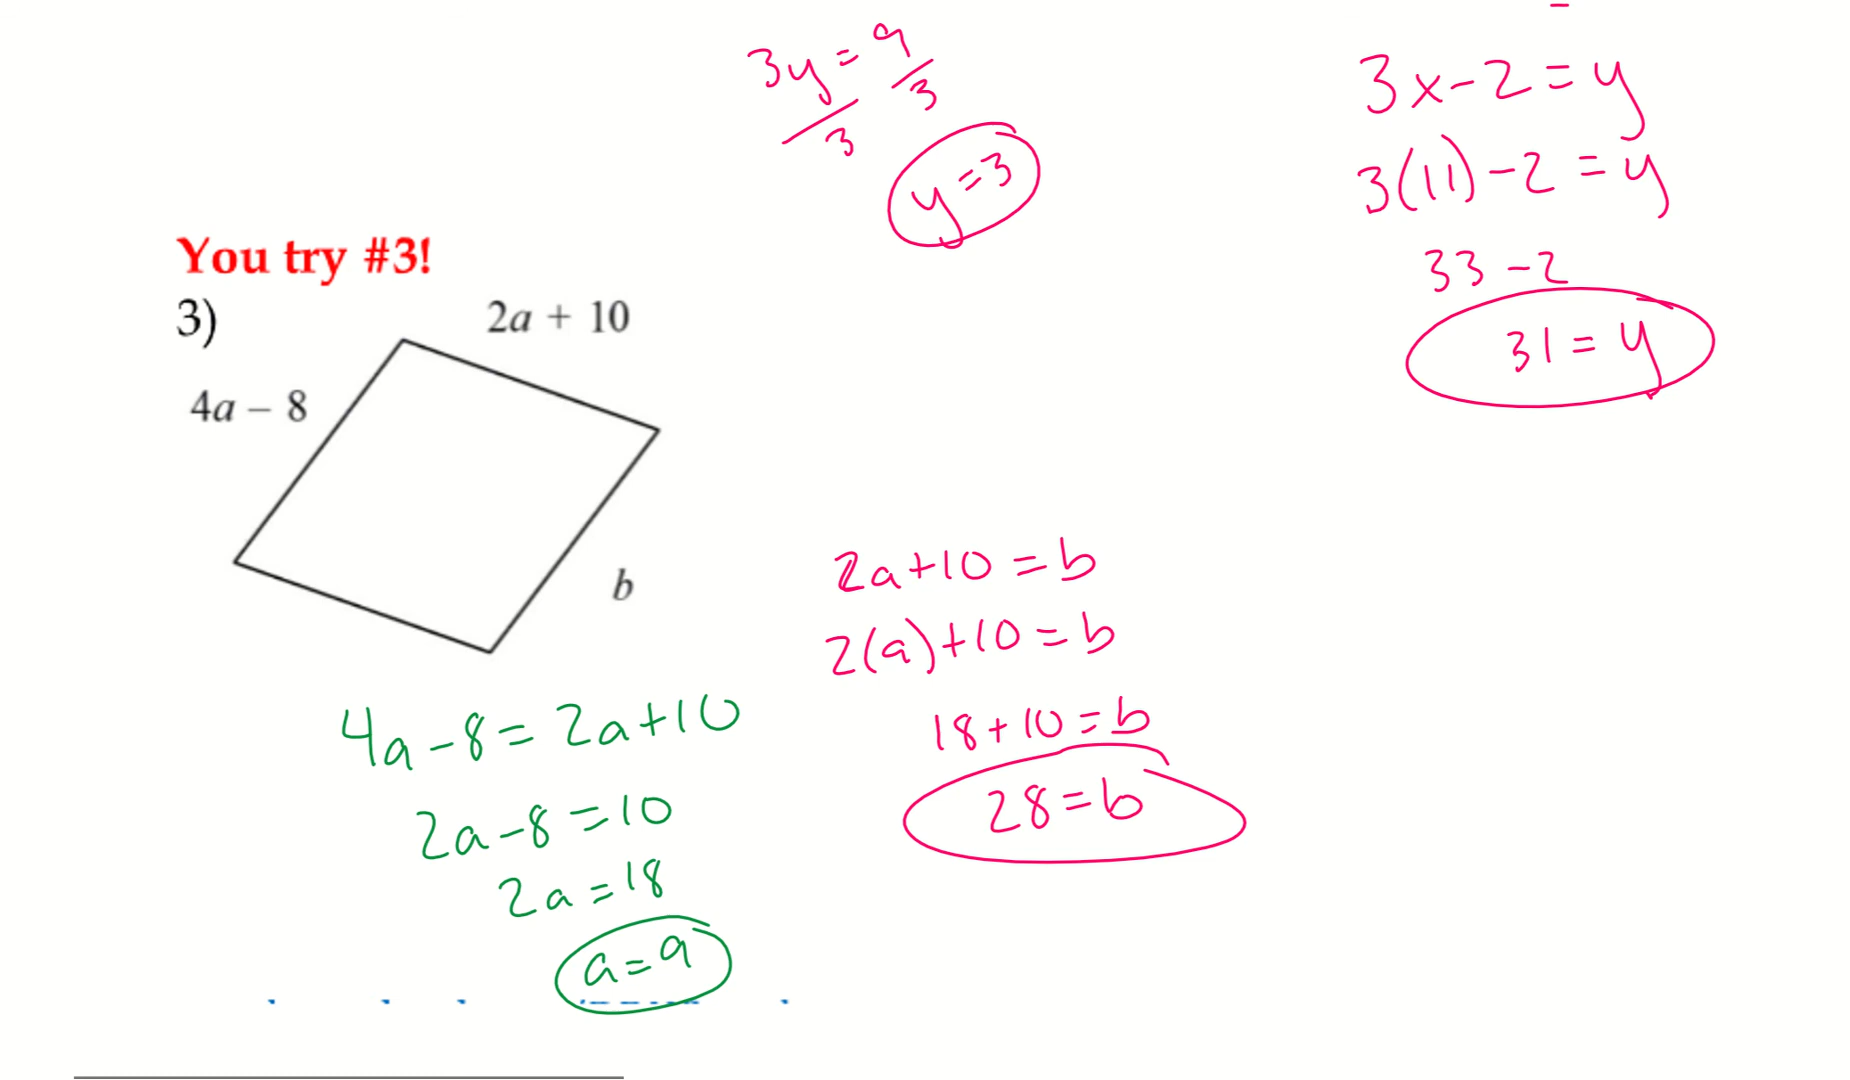 3y = 9
3 3
y = 3
3x - 2 = y
3(11) - 2 = y
33 - 2
31 = y
You try #3!
3)
2a + 10
4a – 8
b
4a - 8 = 2a + 10
2a - 8 = 10
2a = 18
a = 9
2a + 10 = b
2(9) + 10 = b
18 + 10 = b
28 = b